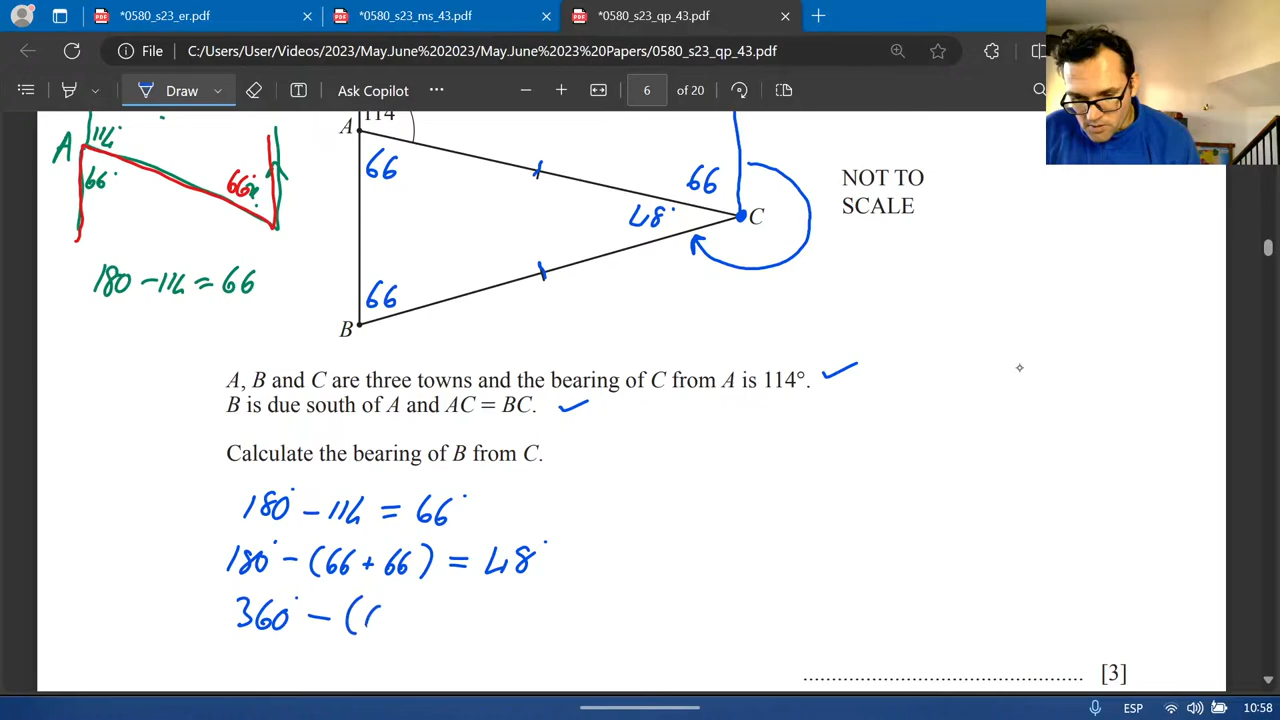 *0580_s23_er.pdf
*0580_s23_ms_43.pdf
*0580_s23_qp_43.pdf
File
C:/Users/User/Videos/2023/May.June%202023/May.June%2023%20Papers/0580_s23_qp_43.pdf
Draw
Ask Copilot
6 of 20
114
A
114°
66°
66°
x
180 - 114 = 66
A
66
66
48°
C
66
B
NOT TO
SCALE
A, B and C are three towns and the bearing of C from A is 114°.
B is due south of A and AC = BC.
Calculate the bearing of B from C.
180° - 114 = 66°
180° - (66 + 66) = 48°
360° - (
[3]
ESP
10:58